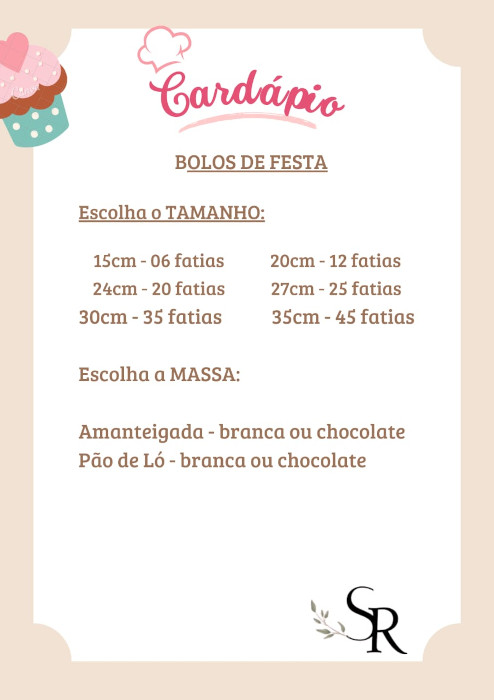 Cardápio
BOLOS DE FESTA
Escolha o TAMANHO:
15cm - 06 fatias 20cm - 12 fatias
24cm - 20 fatias 27cm - 25 fatias
30cm - 35 fatias 35cm - 45 fatias
Escolha a MASSA:
Amanteigada - branca ou chocolate
Pão de Ló - branca ou chocolate
SR